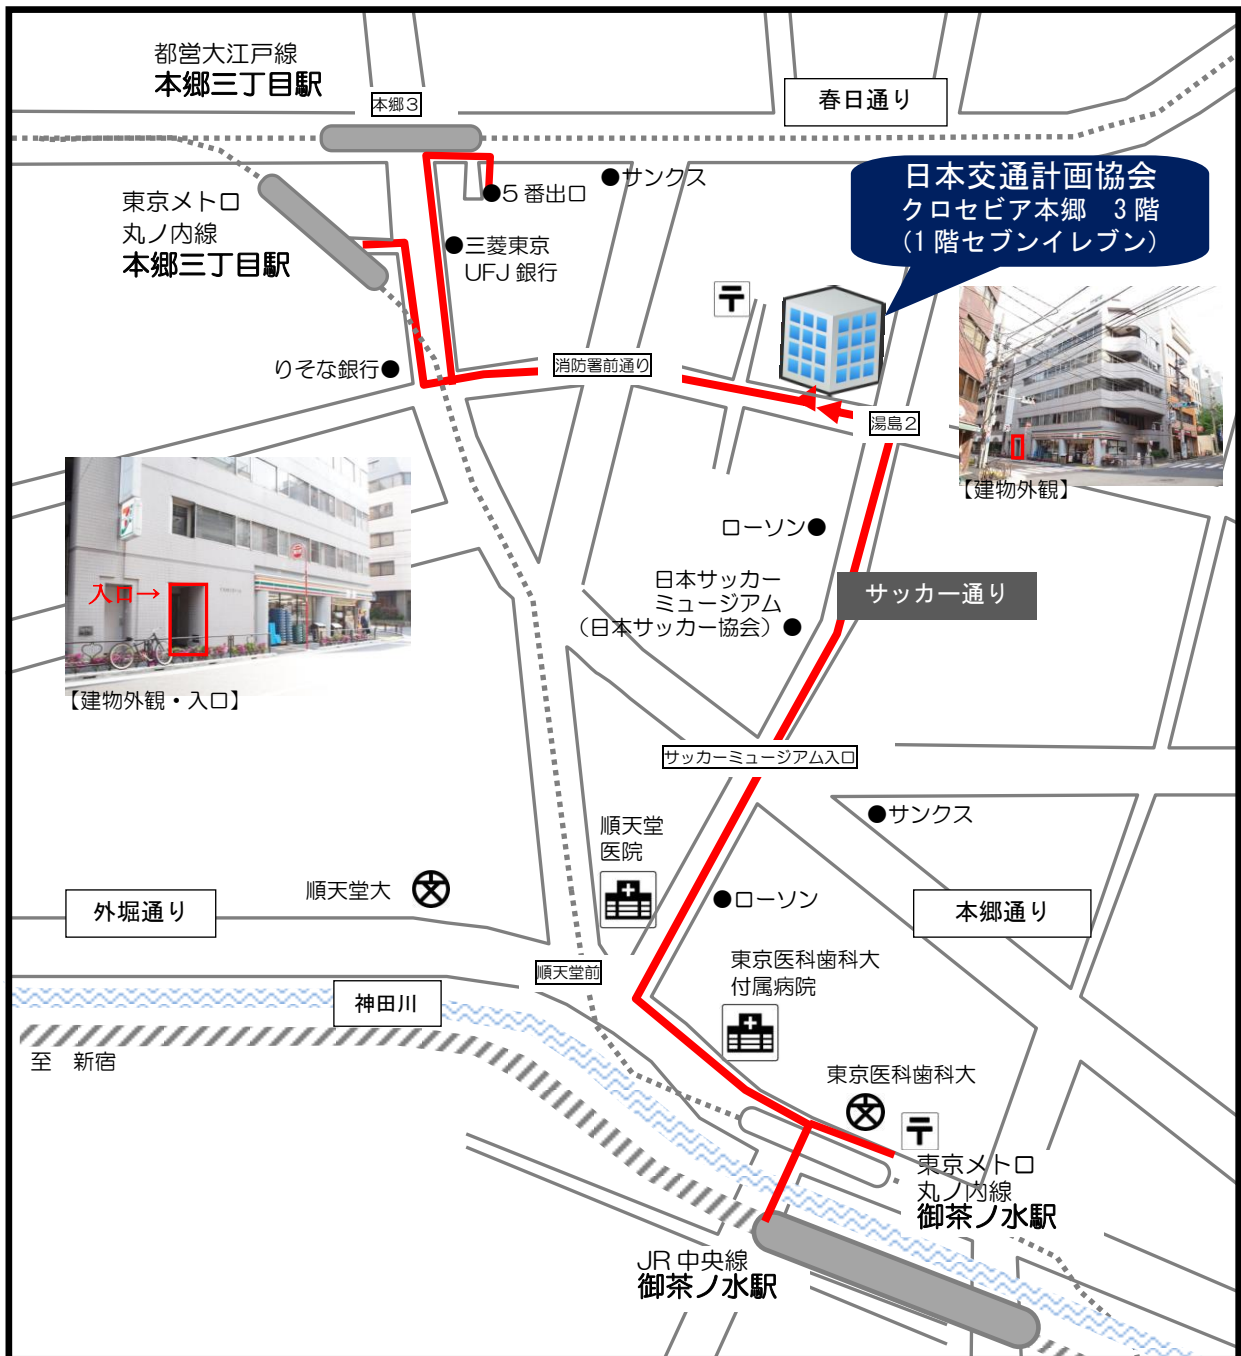 都営大江戸線
本郷三丁目駅
本郷3
春日通り
日本交通計画協会
クロセビア本郷　3階
(1階セブンイレブン)
東京メトロ
丸ノ内線
本郷三丁目駅
●5番出口
●サンクス
●三菱東京
UFJ銀行
〒
りそな銀行●
消防署前通り
湯島2
【建物外観】
ローソン●
入口→
【建物外観・入口】
日本サッカー
ミュージアム
（日本サッカー協会）●
サッカー通り
サッカーミュージアム入口
●サンクス
順天堂
医院
順天堂大
文
●ローソン
外堀通り
本郷通り
順天堂前
東京医科歯科大
付属病院
神田川
至　新宿
東京医科歯科大
文
〒
東京メトロ
丸ノ内線
御茶ノ水駅
JR中央線
御茶ノ水駅